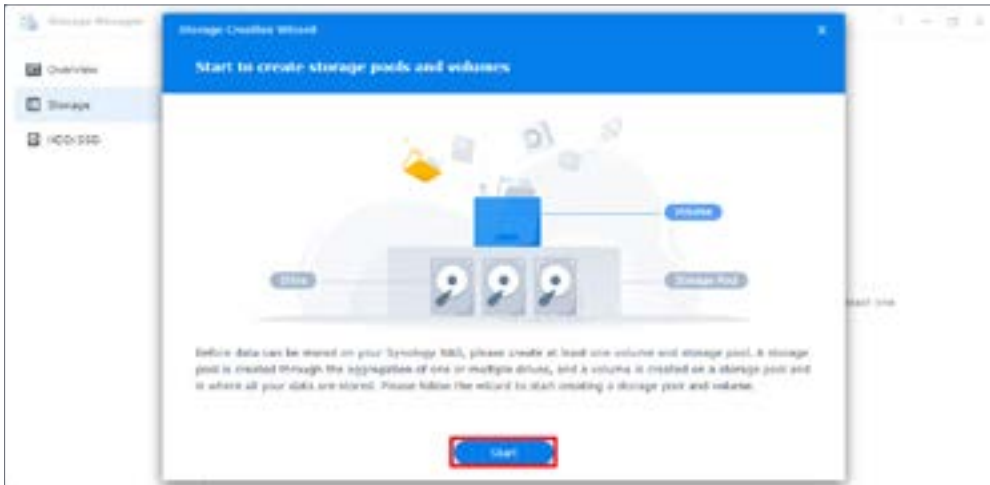 Storage Manager
Storage Creation Wizard
Start to create storage pools and volumes
Overview
Storage
HDD/SSD
Volume
Drive
Storage Pool
least one
Before data can be stored on your Synology NAS, please create at least one volume and storage pool. A storage
pool is created through the aggregation of one or multiple drives, and a volume is created on a storage pool and
is where all your data are stored. Please follow the wizard to start creating a storage pool and volume.
Start